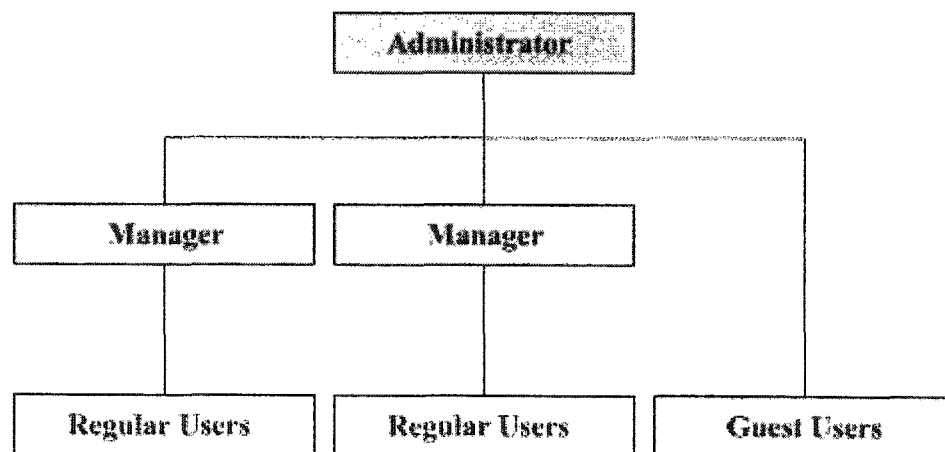 Administrator
Manager
Manager
Regular Users
Regular Users
Guest Users